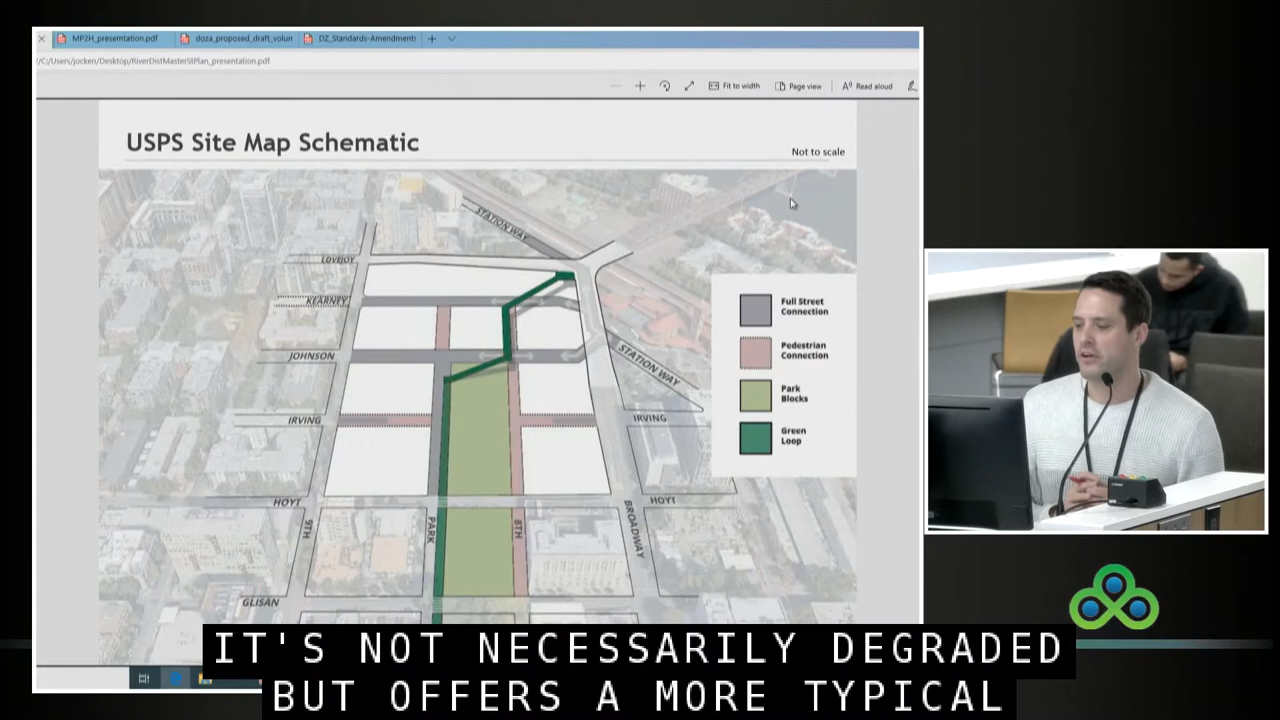 MP2H_presemtation.pdf
doza_proposed_draft_volum
DZ_Standards-Amendments
/C:/Users/jocken/Desktop/RiverDistMasterStPlan_presentation.pdf
Fit to width
Page view
Read aloud
USPS Site Map Schematic
Not to scale
STATION WAY
LOVEJOY
KEARNEY
JOHNSON
STATION WAY
IRVING
IRVING
HOYT
HOYT
9TH
PARK
8TH
BROADWAY
GLISAN
Full Street
Connection
Pedestrian
Connection
Park
Blocks
Green
Loop
IT'S NOT NECESSARILY DEGRADED
BUT OFFERS A MORE TYPICAL